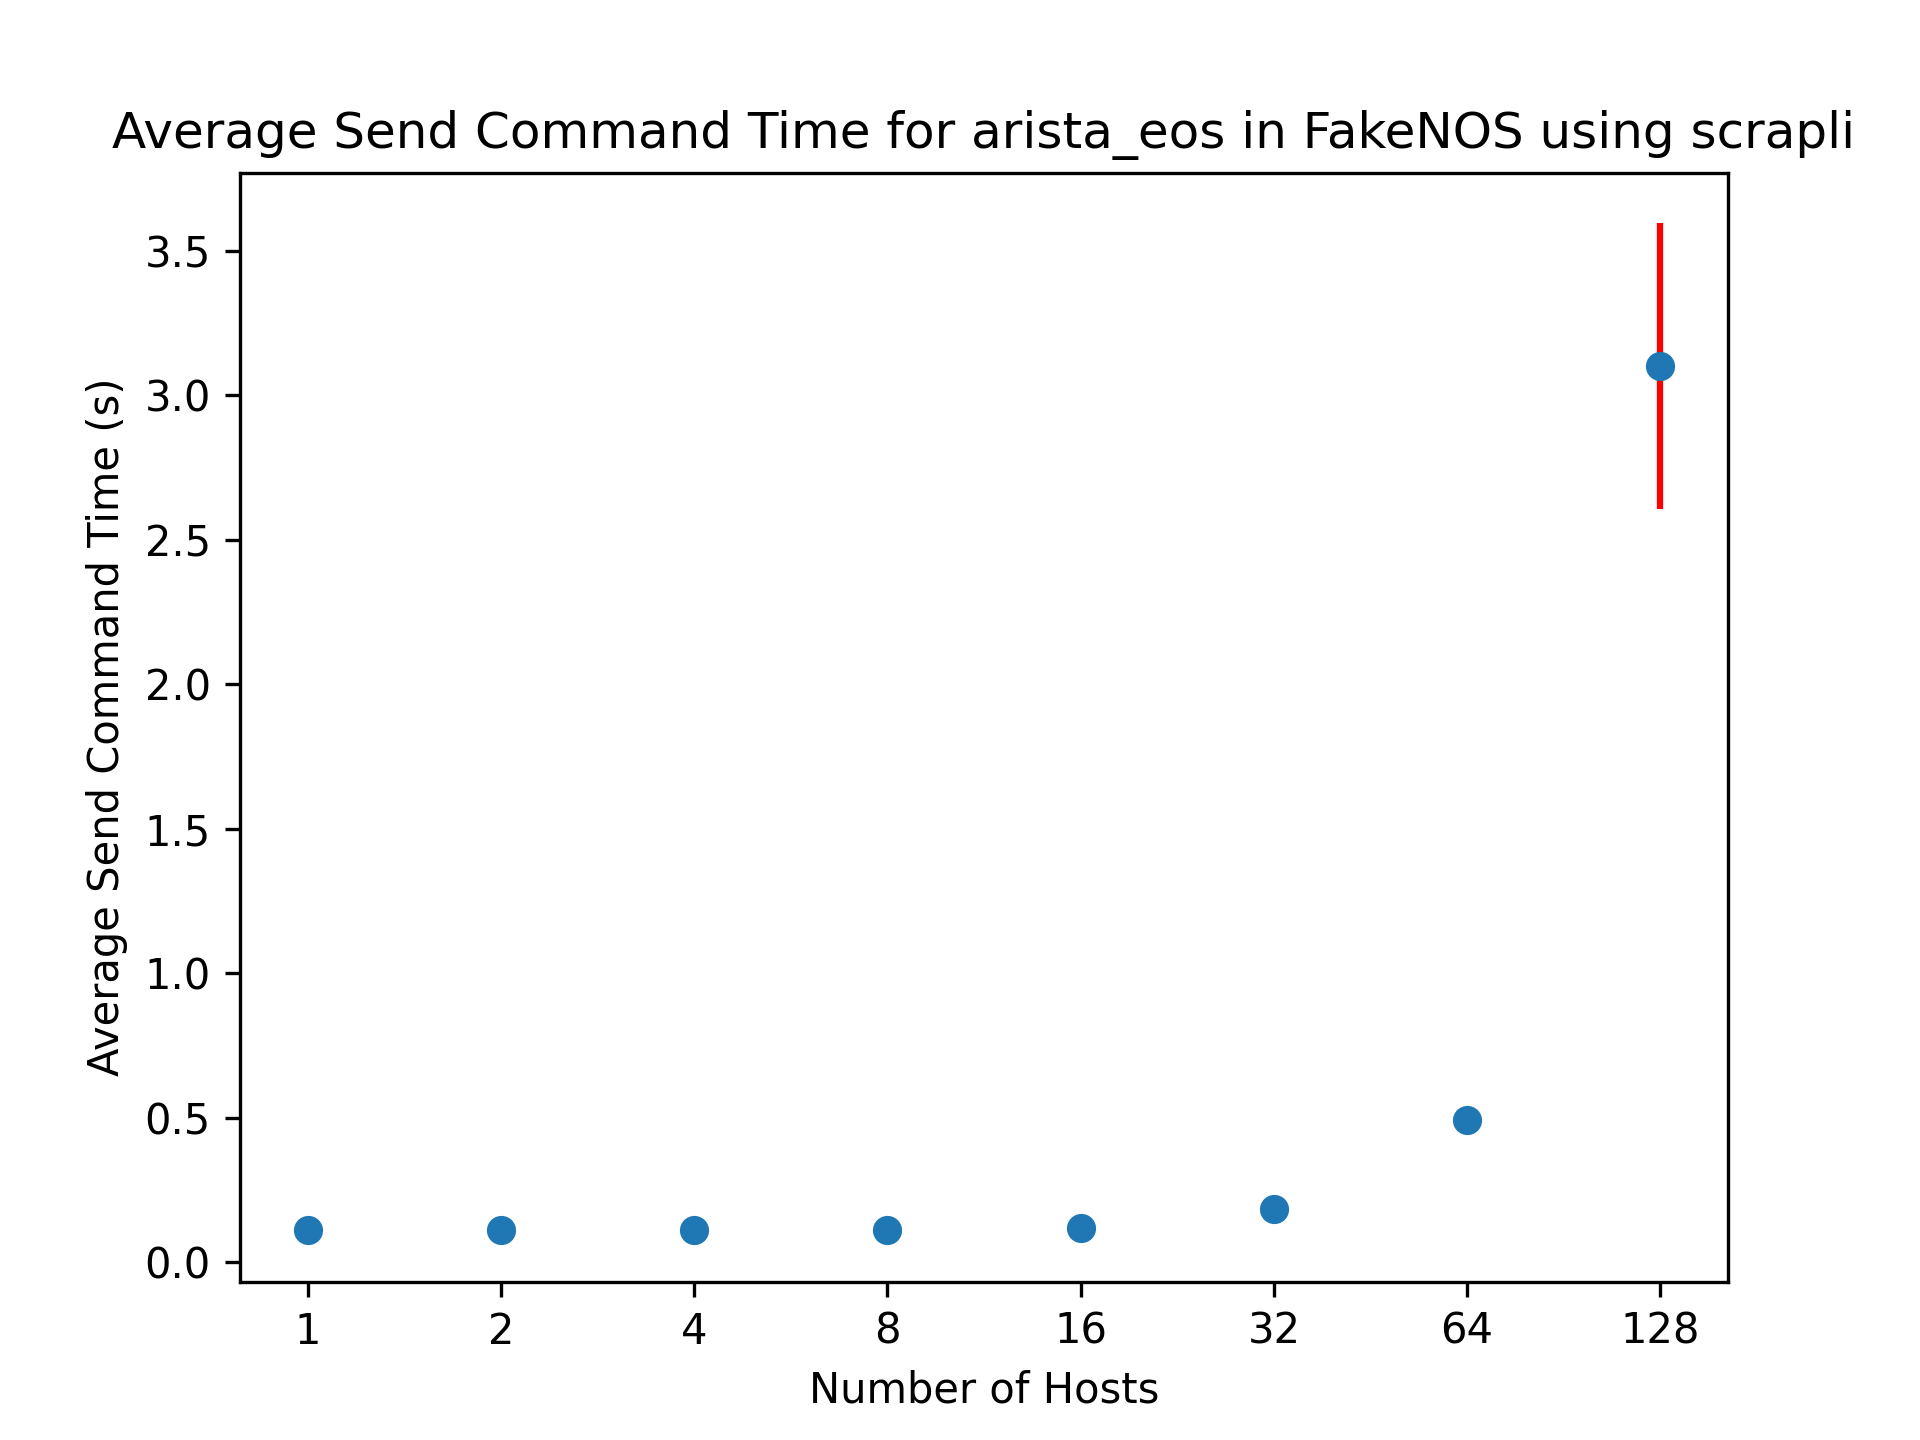 Average Send Command Time for arista_eos in FakeNOS using scrapli
Average Send Command Time (s)
3.5
3.0
2.5
2.0
1.5
1.0
0.5
0.0
1 2 4 8 16 32 64 128
Number of Hosts